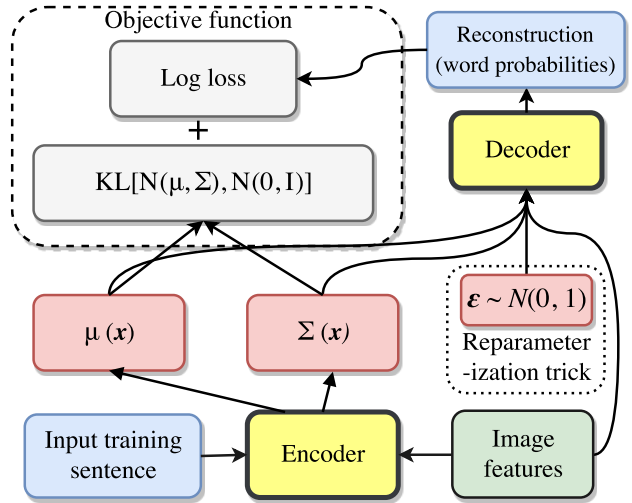 Objective function
Log loss
+
KL[N(μ, Σ), N(0, I)]
Reconstruction
(word probabilities)
Decoder
μ (x)
Σ (x)
ε ~ N(0, 1)
Reparameter
-ization trick
Input training
sentence
Encoder
Image
features